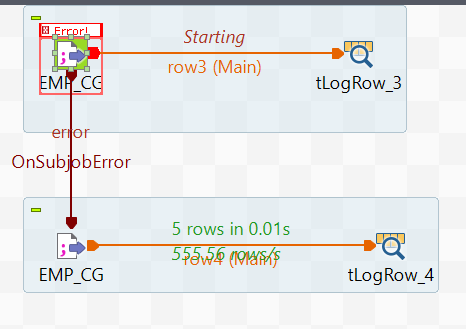 Error!
Starting
EMP_CG
row3 (Main)
tLogRow_3
error
OnSubjobError
5 rows in 0.01s
555.56 rows/s
row4 (Main)
EMP_CG
tLogRow_4